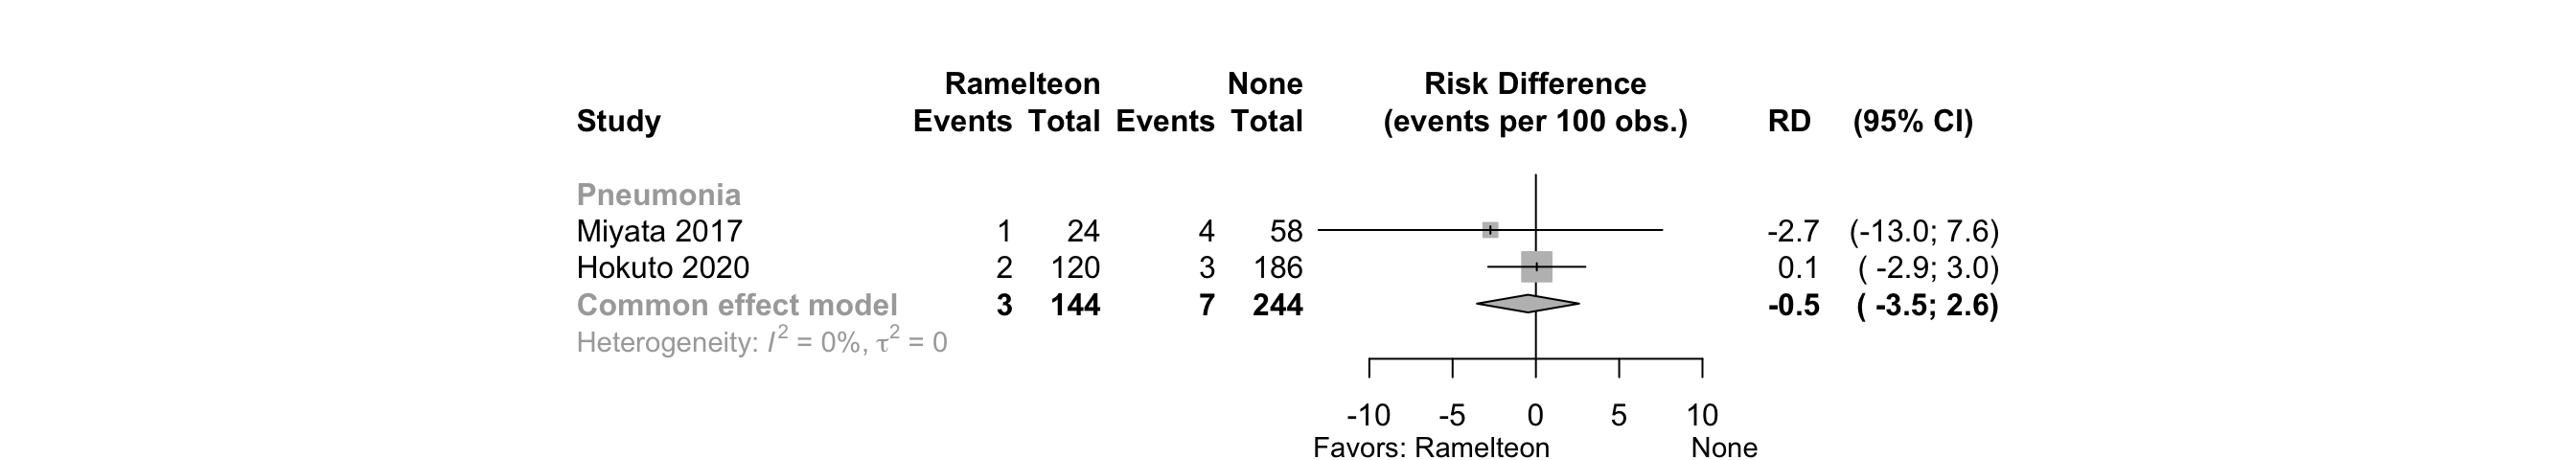 Ramelteon None Risk Difference
Study Events Total Events Total (events per 100 obs.) RD (95% CI)
Pneumonia
Miyata 2017 1 24 4 58 -2.7 (-13.0; 7.6)
Hokuto 2020 2 120 3 186 0.1 ( -2.9; 3.0)
Common effect model 3 144 7 244 -0.5 ( -3.5; 2.6)
Heterogeneity: I² = 0%, τ² = 0
-10 -5 0 5 10
Favors: Ramelteon None